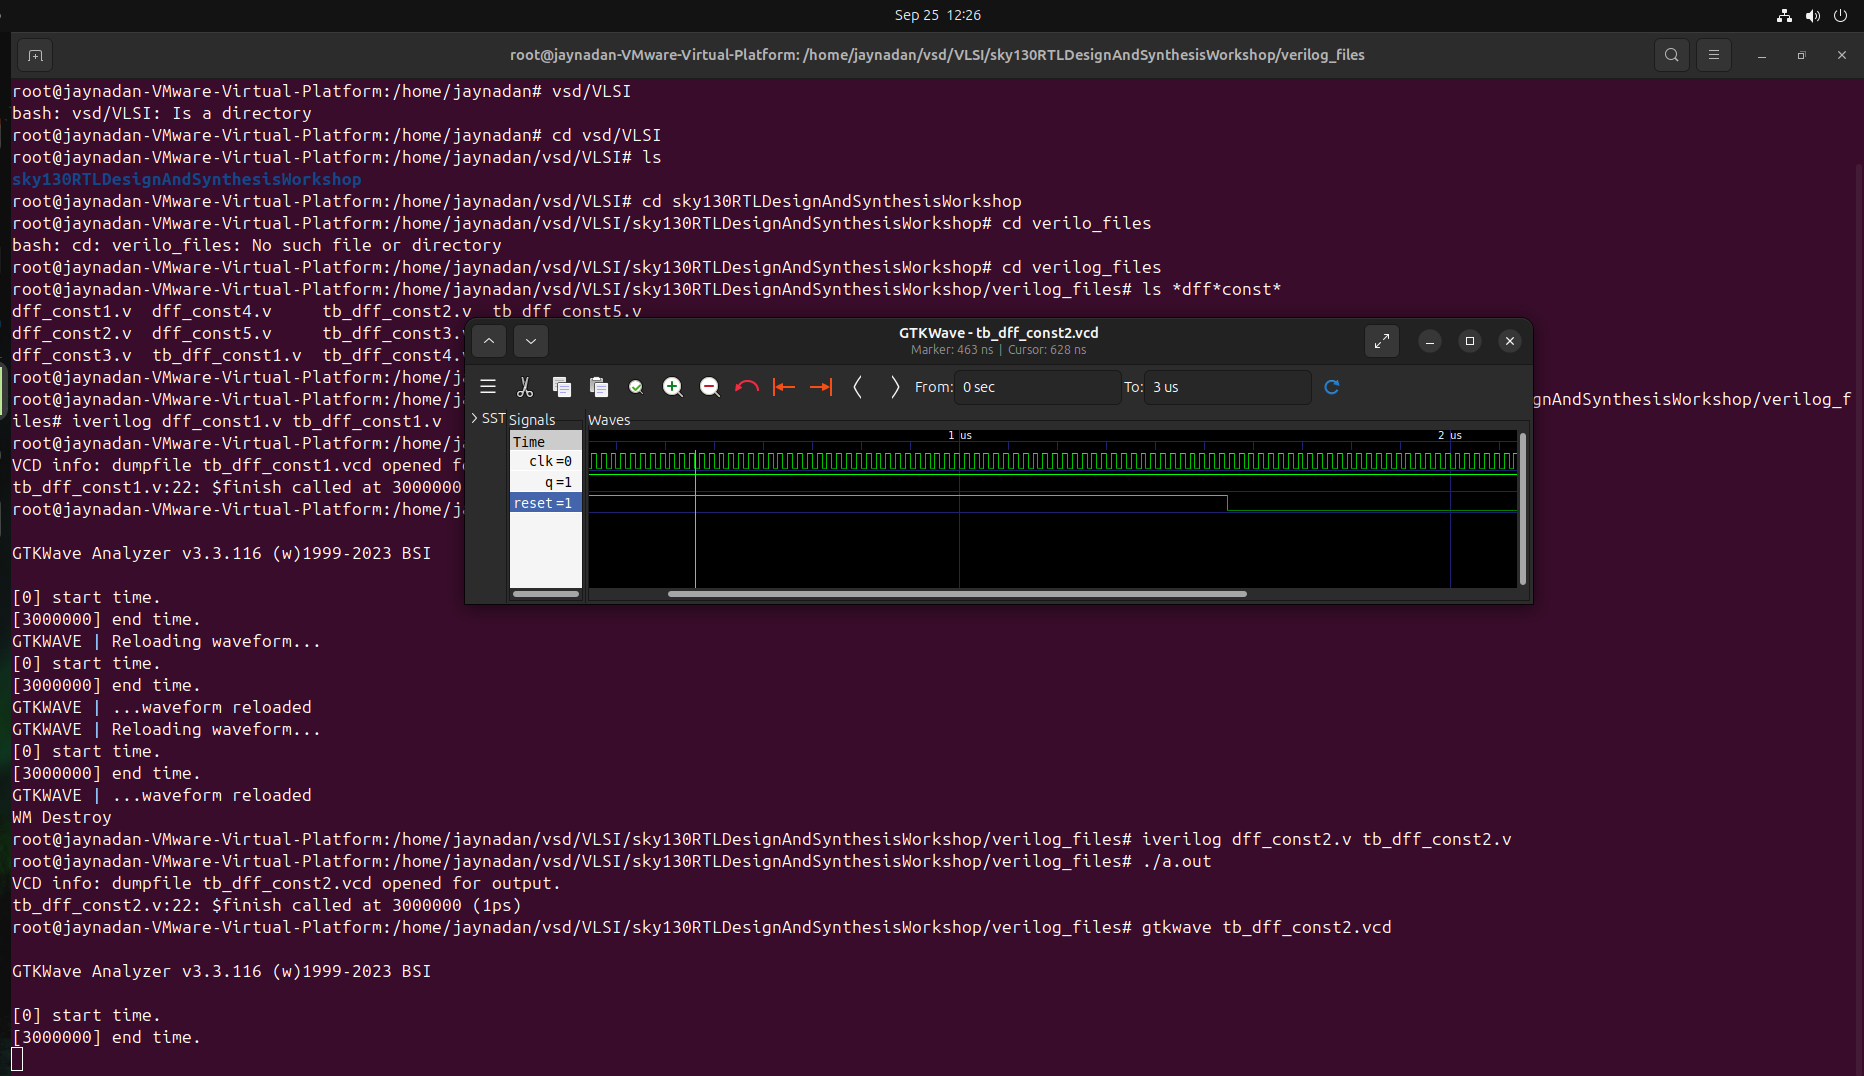 Sep 25  12:26
root@jaynadan-VMware-Virtual-Platform: /home/jaynadan/vsd/VLSI/sky130RTLDesignAndSynthesisWorkshop/verilog_files
root@jaynadan-VMware-Virtual-Platform:/home/jaynadan# vsd/VLSI
bash: vsd/VLSI: Is a directory
root@jaynadan-VMware-Virtual-Platform:/home/jaynadan# cd vsd/VLSI
root@jaynadan-VMware-Virtual-Platform:/home/jaynadan/vsd/VLSI# ls
sky130RTLDesignAndSynthesisWorkshop
root@jaynadan-VMware-Virtual-Platform:/home/jaynadan/vsd/VLSI# cd sky130RTLDesignAndSynthesisWorkshop
root@jaynadan-VMware-Virtual-Platform:/home/jaynadan/vsd/VLSI/sky130RTLDesignAndSynthesisWorkshop# cd verilo_files
bash: cd: verilo_files: No such file or directory
root@jaynadan-VMware-Virtual-Platform:/home/jaynadan/vsd/VLSI/sky130RTLDesignAndSynthesisWorkshop# cd verilog_files
root@jaynadan-VMware-Virtual-Platform:/home/jaynadan/vsd/VLSI/sky130RTLDesignAndSynthesisWorkshop/verilog_files# ls *dff*const*
dff_const1.v  dff_const4.v     tb_dff_const2.v  tb_dff_const5.v
dff_const2.v  dff_const5.v     tb_dff_const3.v
dff_const3.v  tb_dff_const1.v  tb_dff_const4.v
root@jaynadan-VMware-Virtual-Platform:/home/j
root@jaynadan-VMware-Virtual-Platform:/home/j gnAndSynthesisWorkshop/verilog_f
iles# iverilog dff_const1.v tb_dff_const1.v
root@jaynadan-VMware-Virtual-Platform:/home/j
VCD info: dumpfile tb_dff_const1.vcd opened fo
tb_dff_const1.v:22: $finish called at 3000000
root@jaynadan-VMware-Virtual-Platform:/home/j
GTKWave Analyzer v3.3.116 (w)1999-2023 BSI
[0] start time.
[3000000] end time.
GTKWAVE | Reloading waveform...
[0] start time.
[3000000] end time.
GTKWAVE | ...waveform reloaded
GTKWAVE | Reloading waveform...
[0] start time.
[3000000] end time.
GTKWAVE | ...waveform reloaded
WM Destroy
root@jaynadan-VMware-Virtual-Platform:/home/jaynadan/vsd/VLSI/sky130RTLDesignAndSynthesisWorkshop/verilog_files# iverilog dff_const2.v tb_dff_const2.v
root@jaynadan-VMware-Virtual-Platform:/home/jaynadan/vsd/VLSI/sky130RTLDesignAndSynthesisWorkshop/verilog_files# ./a.out
VCD info: dumpfile tb_dff_const2.vcd opened for output.
tb_dff_const2.v:22: $finish called at 3000000 (1ps)
root@jaynadan-VMware-Virtual-Platform:/home/jaynadan/vsd/VLSI/sky130RTLDesignAndSynthesisWorkshop/verilog_files# gtkwave tb_dff_const2.vcd
GTKWave Analyzer v3.3.116 (w)1999-2023 BSI
[0] start time.
[3000000] end time.
GTKWave - tb_dff_const2.vcd
Marker: 463 ns  |  Cursor: 628 ns
From: 0 sec To: 3 us
SST Signals Waves
Time 1 us 2 us
clk=0
q=1
reset=1